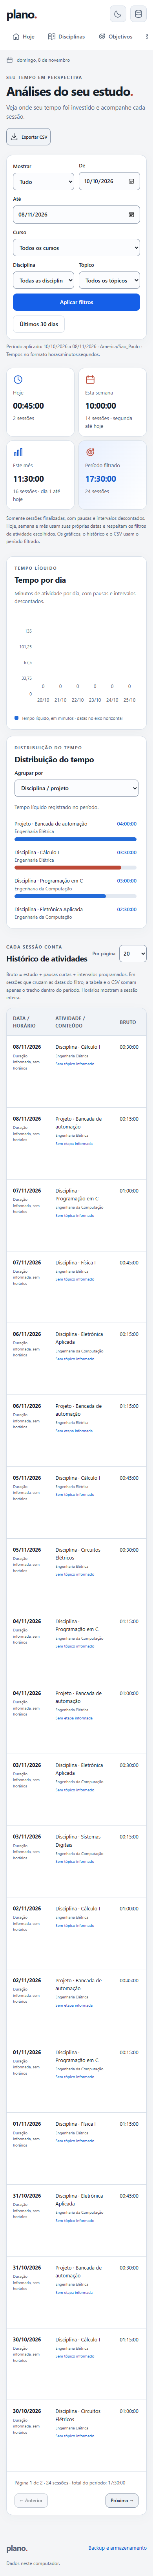 plano.
Hoje
Disciplinas
Objetivos
domingo, 8 de novembro
SEU TEMPO EM PERSPECTIVA
Análises do seu estudo.
Veja onde seu tempo foi investido e acompanhe cada
sessão.
Exportar CSV
Mostrar
De
Tudo
10/10/2026
Até
08/11/2026
Curso
Todos os cursos
Disciplina
Tópico
Todas as disciplin
Todos os tópicos
Aplicar filtros
Últimos 30 dias
Período aplicado: 10/10/2026 a 08/11/2026 · America/Sao_Paulo ·
Tempos no formato horas:minutos:segundos.
Hoje
00:45:00
2 sessões
Esta semana
10:00:00
14 sessões · segunda
até hoje
Este mês
11:30:00
16 sessões · dia 1 até
hoje
Período filtrado
17:30:00
24 sessões
Somente sessões finalizadas, com pausas e intervalos descontados.
Hoje, semana e mês usam suas próprias datas e respeitam os filtros
de atividade escolhidos. Os gráficos, o histórico e o CSV usam o
período filtrado.
TEMPO LÍQUIDO
Tempo por dia
Minutos de atividade por dia, com pausas e intervalos
descontados.
135
101,25
67,5
33,75
0
0 0 0 0 0 0
20/10 21/10 22/10 23/10 24/10 25/10
Tempo líquido, em minutos · datas no eixo horizontal
DISTRIBUIÇÃO DO TEMPO
Distribuição do tempo
Agrupar por
Disciplina / projeto
Tempo líquido registrado no período.
Projeto · Bancada de automação 04:00:00
Engenharia Elétrica
Disciplina · Cálculo I 03:30:00
Engenharia Elétrica
Disciplina · Programação em C 03:00:00
Engenharia da Computação
Disciplina · Eletrônica Aplicada 02:30:00
Engenharia da Computação
CADA SESSÃO CONTA
Histórico de atividades
Por página
20
Bruto = estudo + pausas curtas + intervalos programados. Em
sessões que cruzam as datas do filtro, a tabela e o CSV somam
apenas o trecho dentro do período. Horários mostram a sessão
inteira.
DATA /
HORÁRIO
ATIVIDADE /
CONTEÚDO
BRUTO
08/11/2026
Duração
informada, sem
horários
Disciplina · Cálculo I
Engenharia Elétrica
Sem tópico informado
00:30:00
08/11/2026
Duração
informada, sem
horários
Projeto · Bancada de
automação
Engenharia Elétrica
Sem etapa informada
00:15:00
07/11/2026
Duração
informada, sem
horários
Disciplina ·
Programação em C
Engenharia da Computação
Sem tópico informado
01:00:00
07/11/2026
Duração
informada, sem
horários
Disciplina · Física I
Engenharia Elétrica
Sem tópico informado
00:45:00
06/11/2026
Duração
informada, sem
horários
Disciplina · Eletrônica
Aplicada
Engenharia da Computação
Sem tópico informado
00:15:00
06/11/2026
Duração
informada, sem
horários
Projeto · Bancada de
automação
Engenharia Elétrica
Sem etapa informada
01:15:00
05/11/2026
Duração
informada, sem
horários
Disciplina · Cálculo I
Engenharia Elétrica
Sem tópico informado
00:45:00
05/11/2026
Duração
informada, sem
horários
Disciplina · Circuitos
Elétricos
Engenharia Elétrica
Sem tópico informado
00:30:00
04/11/2026
Duração
informada, sem
horários
Disciplina ·
Programação em C
Engenharia da Computação
Sem tópico informado
01:15:00
04/11/2026
Duração
informada, sem
horários
Projeto · Bancada de
automação
Engenharia Elétrica
Sem etapa informada
01:00:00
03/11/2026
Duração
informada, sem
horários
Disciplina · Eletrônica
Aplicada
Engenharia da Computação
Sem tópico informado
00:30:00
03/11/2026
Duração
informada, sem
horários
Disciplina · Sistemas
Digitais
Engenharia da Computação
Sem tópico informado
00:15:00
02/11/2026
Duração
informada, sem
horários
Disciplina · Cálculo I
Engenharia Elétrica
Sem tópico informado
01:00:00
02/11/2026
Duração
informada, sem
horários
Projeto · Bancada de
automação
Engenharia Elétrica
Sem etapa informada
00:45:00
01/11/2026
Duração
informada, sem
horários
Disciplina ·
Programação em C
Engenharia da Computação
Sem tópico informado
00:15:00
01/11/2026
Duração
informada, sem
horários
Disciplina · Física I
Engenharia Elétrica
Sem tópico informado
01:15:00
31/10/2026
Duração
informada, sem
horários
Disciplina · Eletrônica
Aplicada
Engenharia da Computação
Sem tópico informado
00:45:00
31/10/2026
Duração
informada, sem
horários
Projeto · Bancada de
automação
Engenharia Elétrica
Sem etapa informada
00:30:00
30/10/2026
Duração
informada, sem
horários
Disciplina · Cálculo I
Engenharia Elétrica
Sem tópico informado
01:15:00
30/10/2026
Duração
informada, sem
horários
Disciplina · Circuitos
Elétricos
Engenharia Elétrica
Sem tópico informado
01:00:00
Página 1 de 2 · 24 sessões · total do período: 17:30:00
← Anterior
Próxima →
plano.
Backup e armazenamento
Dados neste computador.